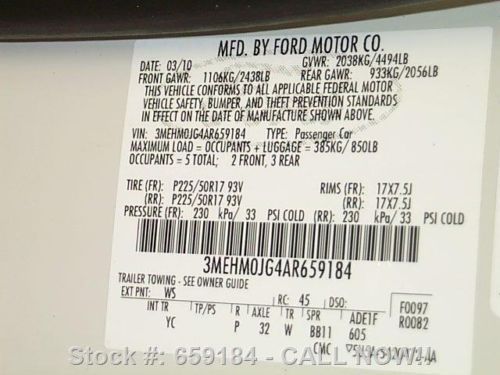 MFD. BY FORD MOTOR CO.
DATE: 03/10 GVWR: 2038KG/4494LB
FRONT GAWR: 1106KG/2438LB REAR GAWR: 933KG/2056LB
THIS VEHICLE CONFORMS TO ALL APPLICABLE FEDERAL MOTOR
VEHICLE SAFETY, BUMPER, AND THEFT PREVENTION STANDARDS
IN EFFECT ON THE DATE OF MANUFACTURE SHOWN ABOVE.
VIN: 3MEHM0JG4AR659184 TYPE: Passenger Car
MAXIMUM LOAD = OCCUPANTS + LUGGAGE = 385KG/850LB
OCCUPANTS = 5 TOTAL; 2 FRONT, 3 REAR
TIRE (FR): P225/50R17 93V RIMS (FR): 17X7.5J
(RR): P225/50R17 93V (RR): 17X7.5J
PRESSURE (FR): 230 kPa/33 PSI COLD (RR): 230 kPa/33 PSI COLD
3MEHM0JG4AR659184
TRAILER TOWING - SEE OWNER GUIDE
EXT PNT: WS RC: 45 DSO: F0097
INT TR TP/PS R AXLE TR W ADE1F R0082
YC P 32 W BB11 605
CMC
Stock #: 659184 - CALL NOW!!